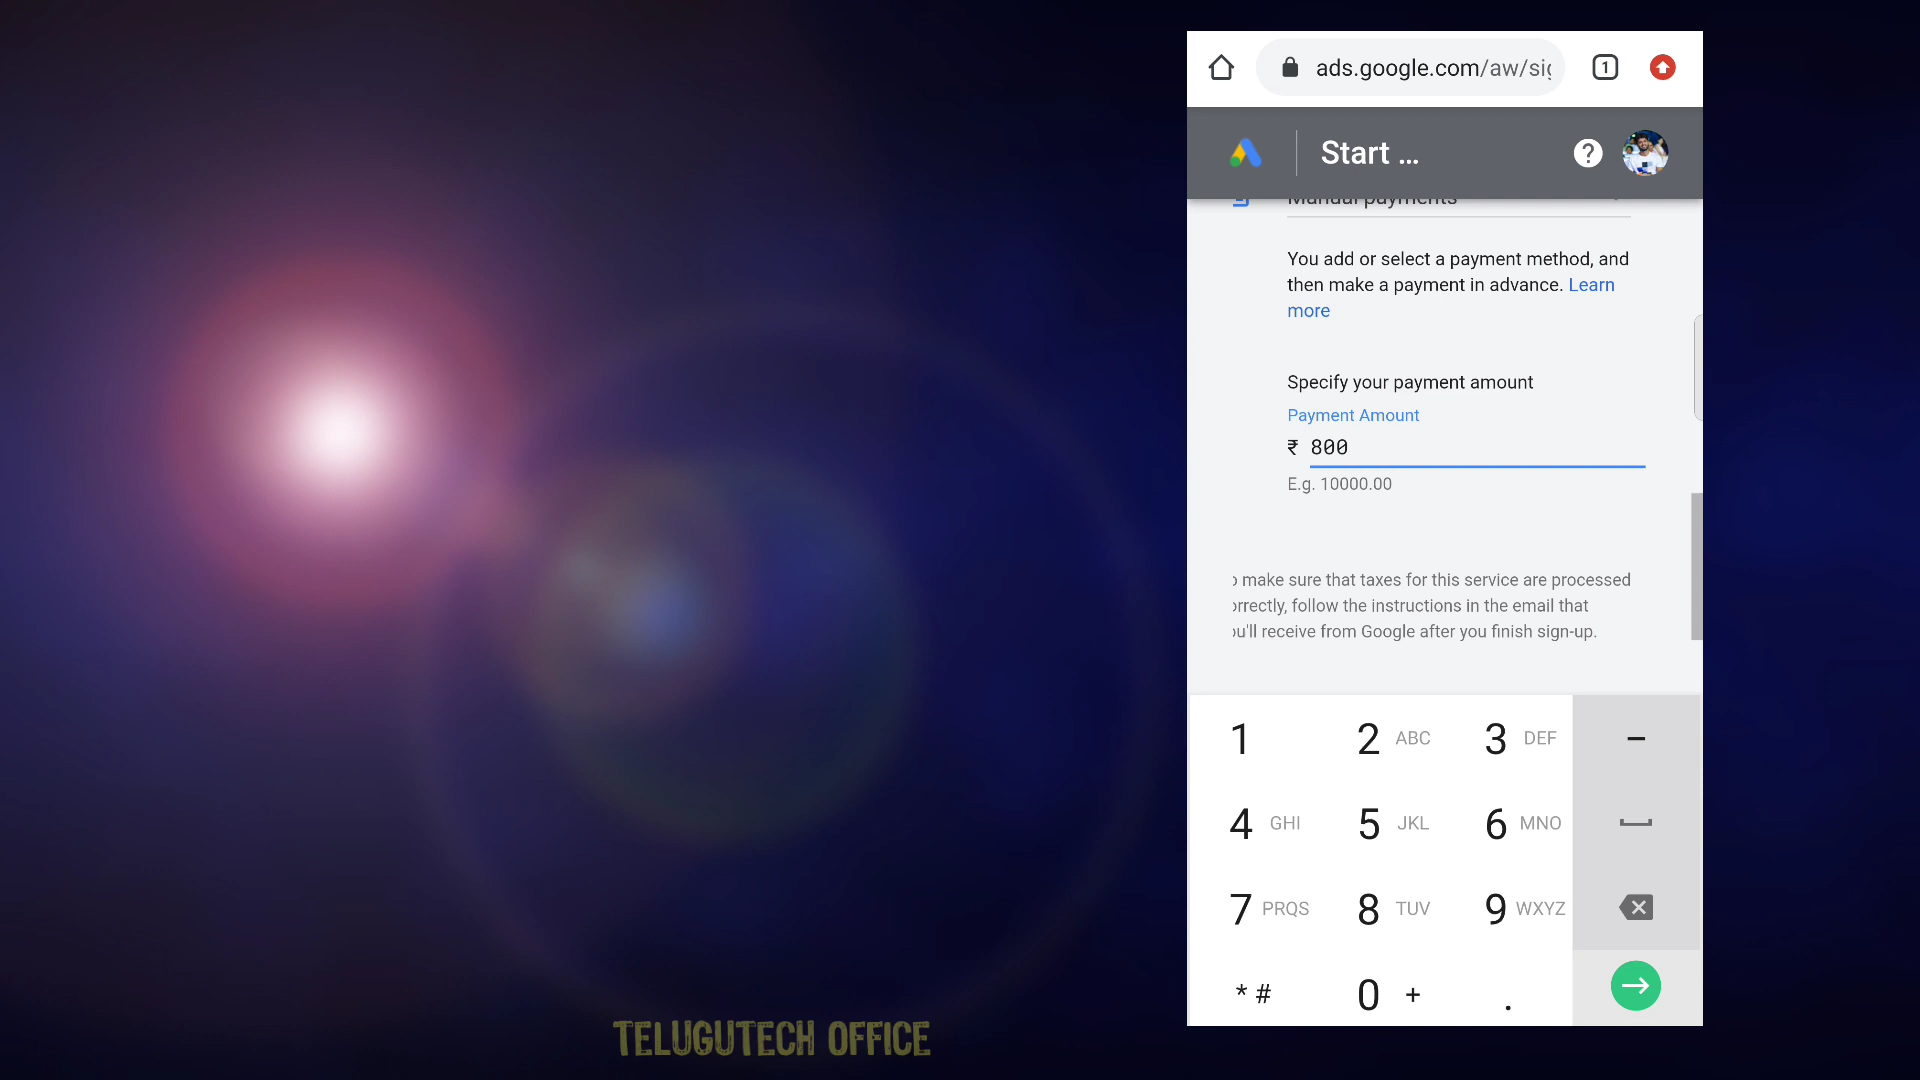 ads.google.com/aw/sig
1
Start ...
Manual payments
You add or select a payment method, and
then make a payment in advance. Learn
more
Specify your payment amount
Payment Amount
₹ 800
E.g. 10000.00
make sure that taxes for this service are processed
orrectly, follow the instructions in the email that
ou'll receive from Google after you finish sign-up.
1 2 ABC 3 DEF –
4 GHI 5 JKL 6 MNO
7 PRQS 8 TUV 9 WXYZ
* # 0 + .
TELUGUTECH OFFICE